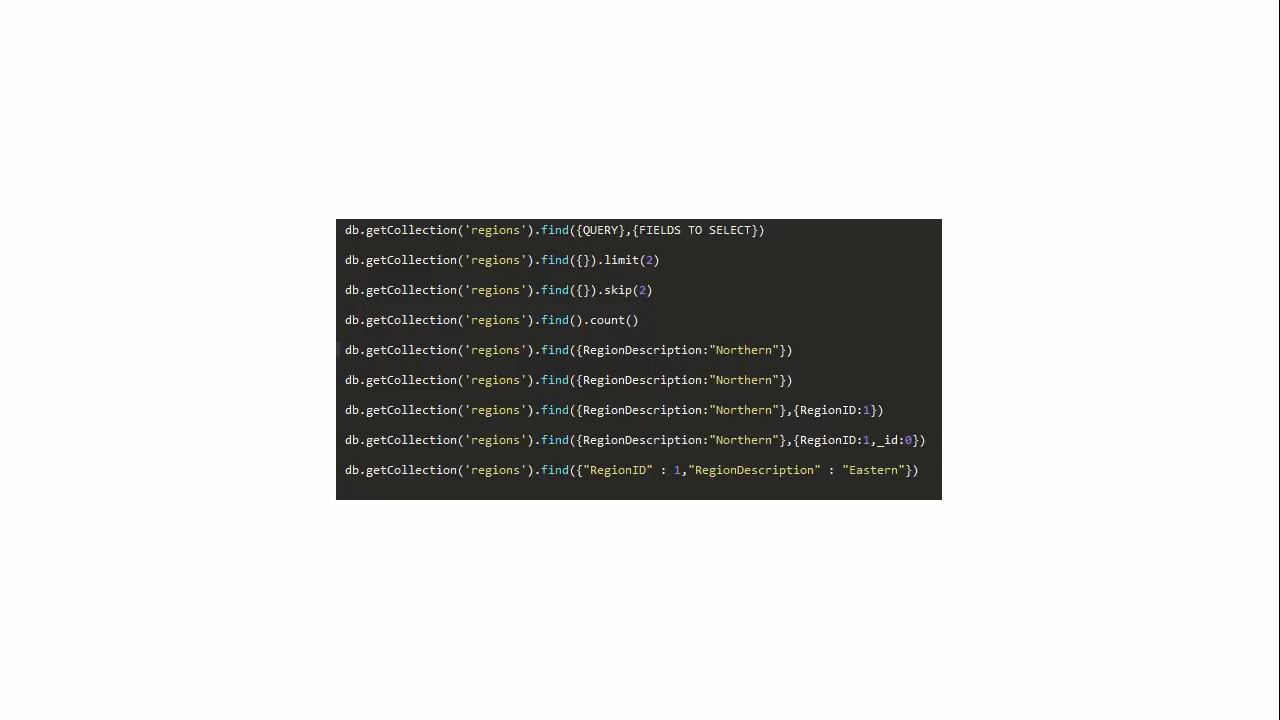 db.getCollection('regions').find({QUERY},{FIELDS TO SELECT})
db.getCollection('regions').find({}).limit(2)
db.getCollection('regions').find({}).skip(2)
db.getCollection('regions').find().count()
db.getCollection('regions').find({RegionDescription:"Northern"})
db.getCollection('regions').find({RegionDescription:"Northern"})
db.getCollection('regions').find({RegionDescription:"Northern"},{RegionID:1})
db.getCollection('regions').find({RegionDescription:"Northern"},{RegionID:1,_id:0})
db.getCollection('regions').find({"RegionID" : 1,"RegionDescription" : "Eastern"})